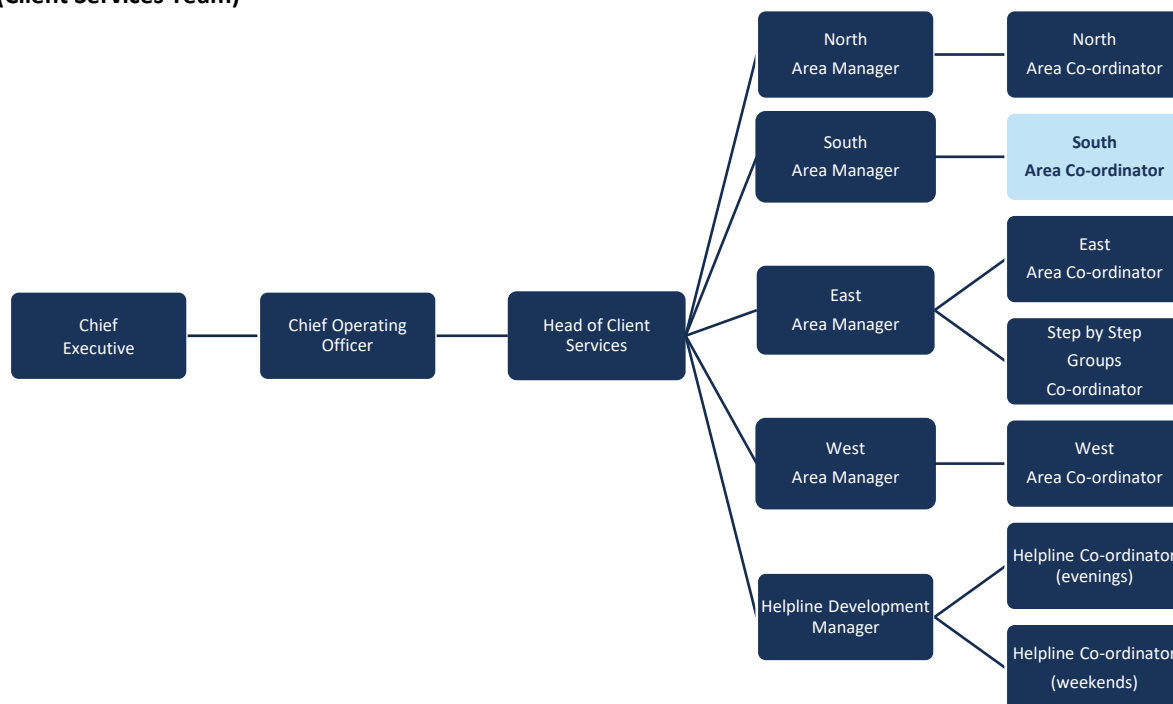 (Client Services Team)
North
Area Manager
North
Area Co-ordinator
South
Area Manager
South
Area Co-ordinator
East
Area Manager
East
Area Co-ordinator
Step by Step
Groups
Co-ordinator
Chief
Executive
Chief Operating
Officer
Head of Client
Services
West
Area Manager
West
Area Co-ordinator
Helpline Development
Manager
Helpline Co-ordinator
(evenings)
Helpline Co-ordinator
(weekends)